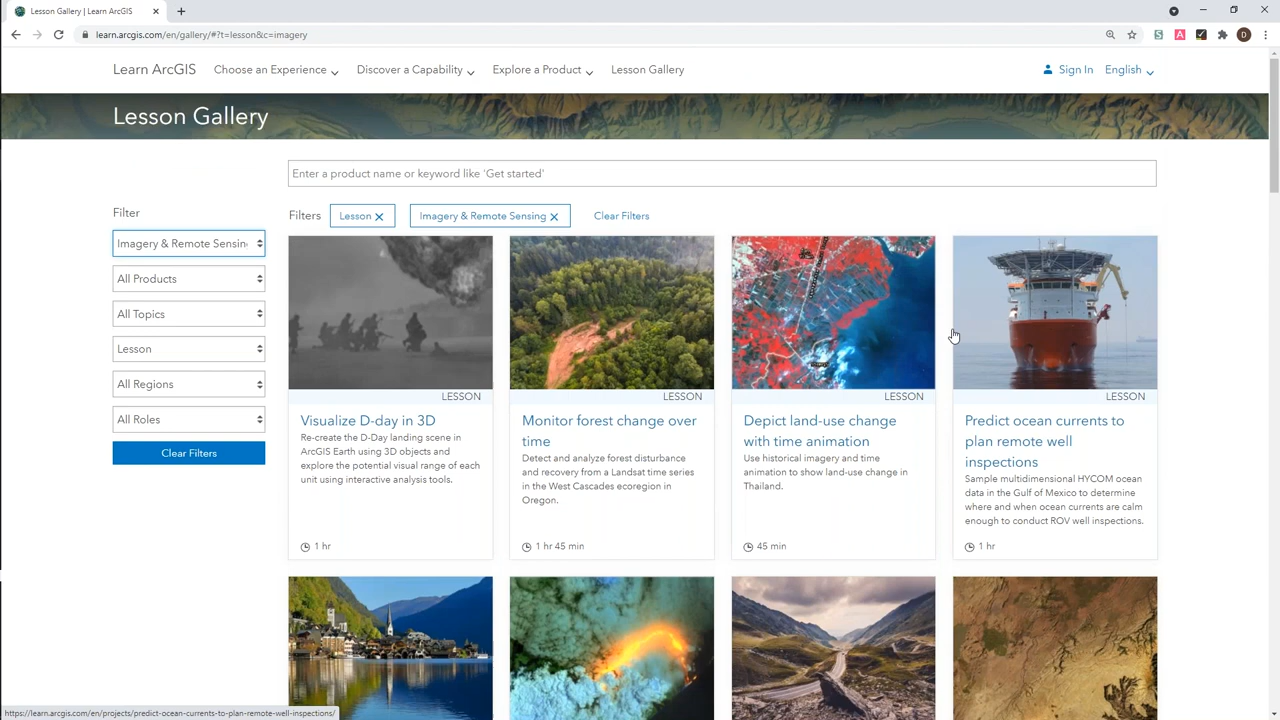 Lesson Gallery | Learn ArcGIS
learn.arcgis.com/en/gallery/#?t=lesson&c=imagery
D
Learn ArcGIS
Choose an Experience
Discover a Capability
Explore a Product
Lesson Gallery
Sign In
English
Lesson Gallery
Enter a product name or keyword like 'Get started'
Filter
Imagery & Remote Sensin
All Products
All Topics
Lesson
All Regions
All Roles
Clear Filters
Filters
Lesson
Imagery & Remote Sensing
Clear Filters
LESSON
Visualize D-day in 3D
Re-create the D-Day landing scene in
ArcGIS Earth using 3D objects and
explore the potential visual range of each
unit using interactive analysis tools.
1 hr
LESSON
Monitor forest change over
time
Detect and analyze forest disturbance
and recovery from a Landsat time series
in the West Cascades ecoregion in
Oregon.
1 hr 45 min
LESSON
Depict land-use change
with time animation
Use historical imagery and time
animation to show land-use change in
Thailand.
45 min
LESSON
Predict ocean currents to
plan remote well
inspections
Sample multidimensional HYCOM ocean
data in the Gulf of Mexico to determine
where and when ocean currents are calm
enough to conduct ROV well inspections.
1 hr
https://learn.arcgis.com/en/projects/predict-ocean-currents-to-plan-remote-well-inspections/